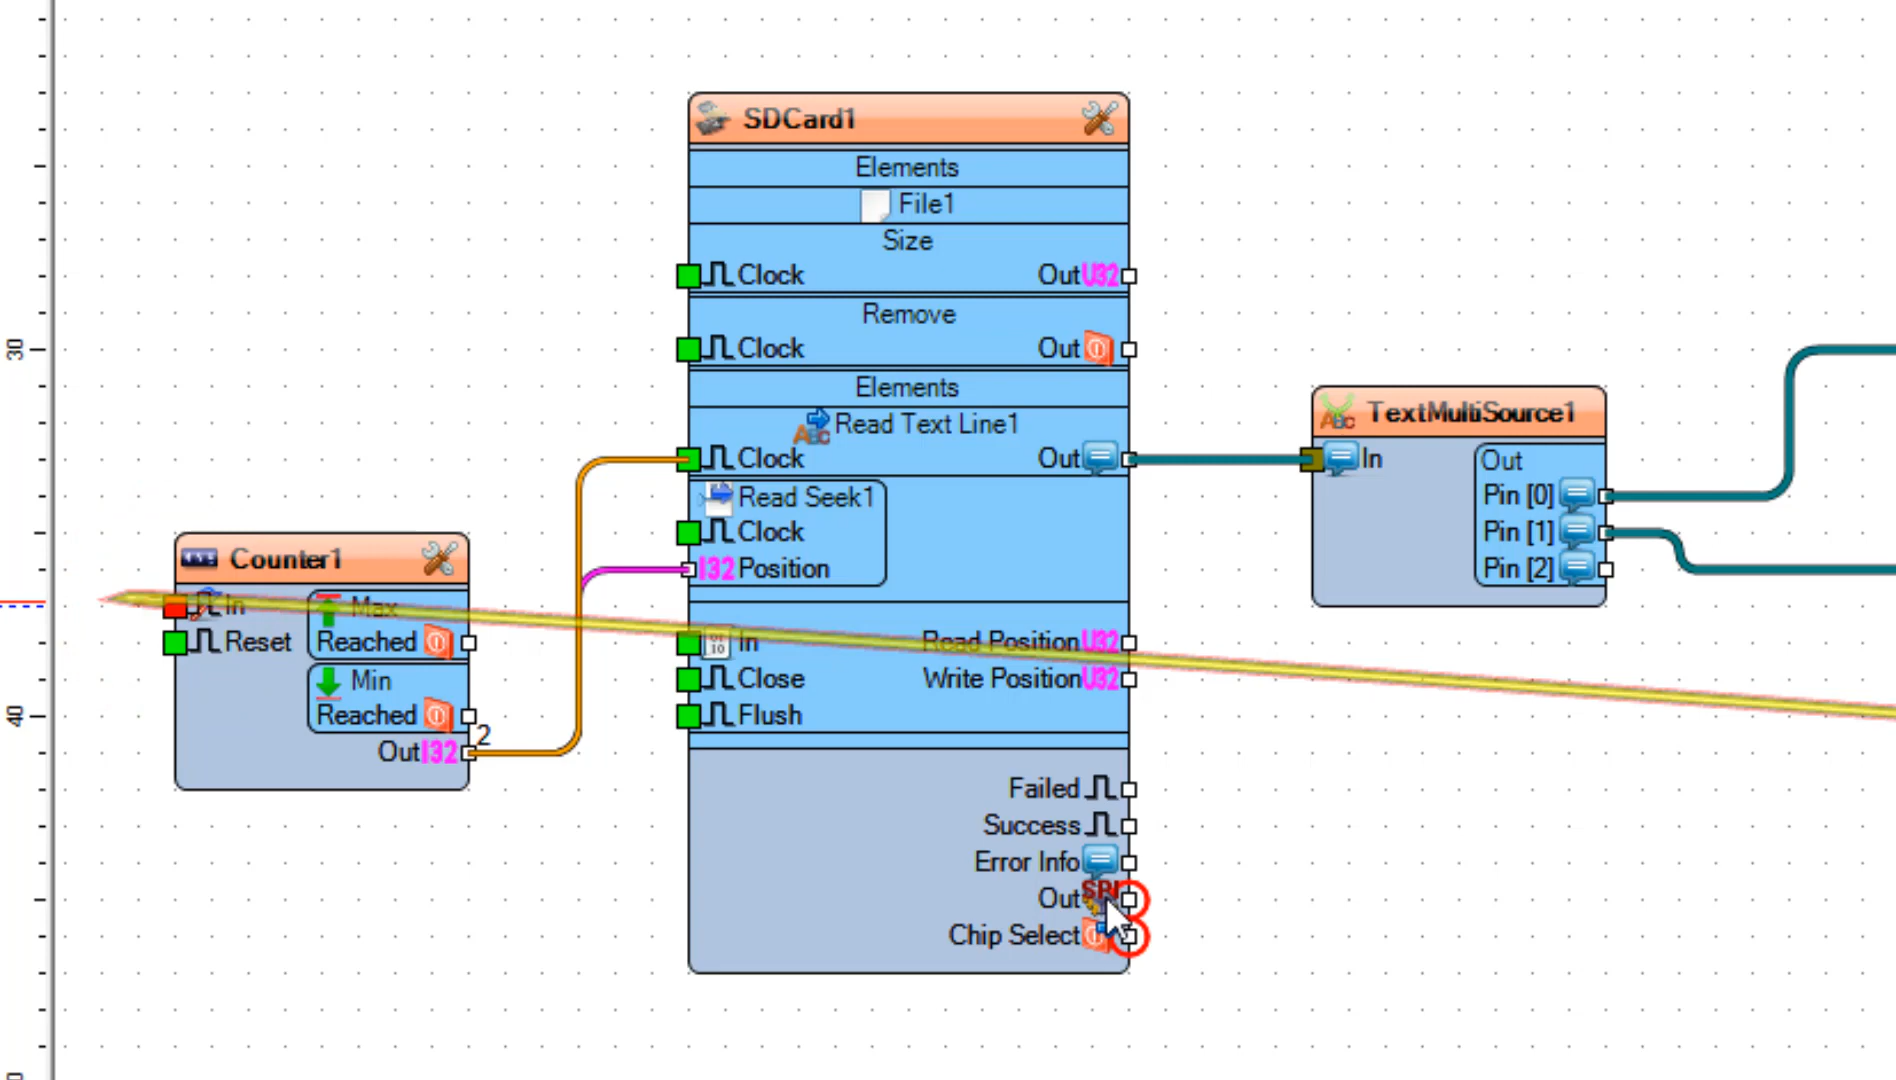 SDCard1
Elements
File1
Size
Clock
Out U32
Remove
Clock
Out
30
Elements
Read Text Line1
Clock
Out
Read Seek1
Clock
I32 Position
In
Read Position U32
Close
Write Position U32
Flush
Failed
Success
Error Info
Out SPI
Chip Select
TextMultiSource1
In
Out
Pin [0]
Pin [1]
Pin [2]
Counter1
In
Max
Reset
Reached
Min
Reached
Out I32
2
40